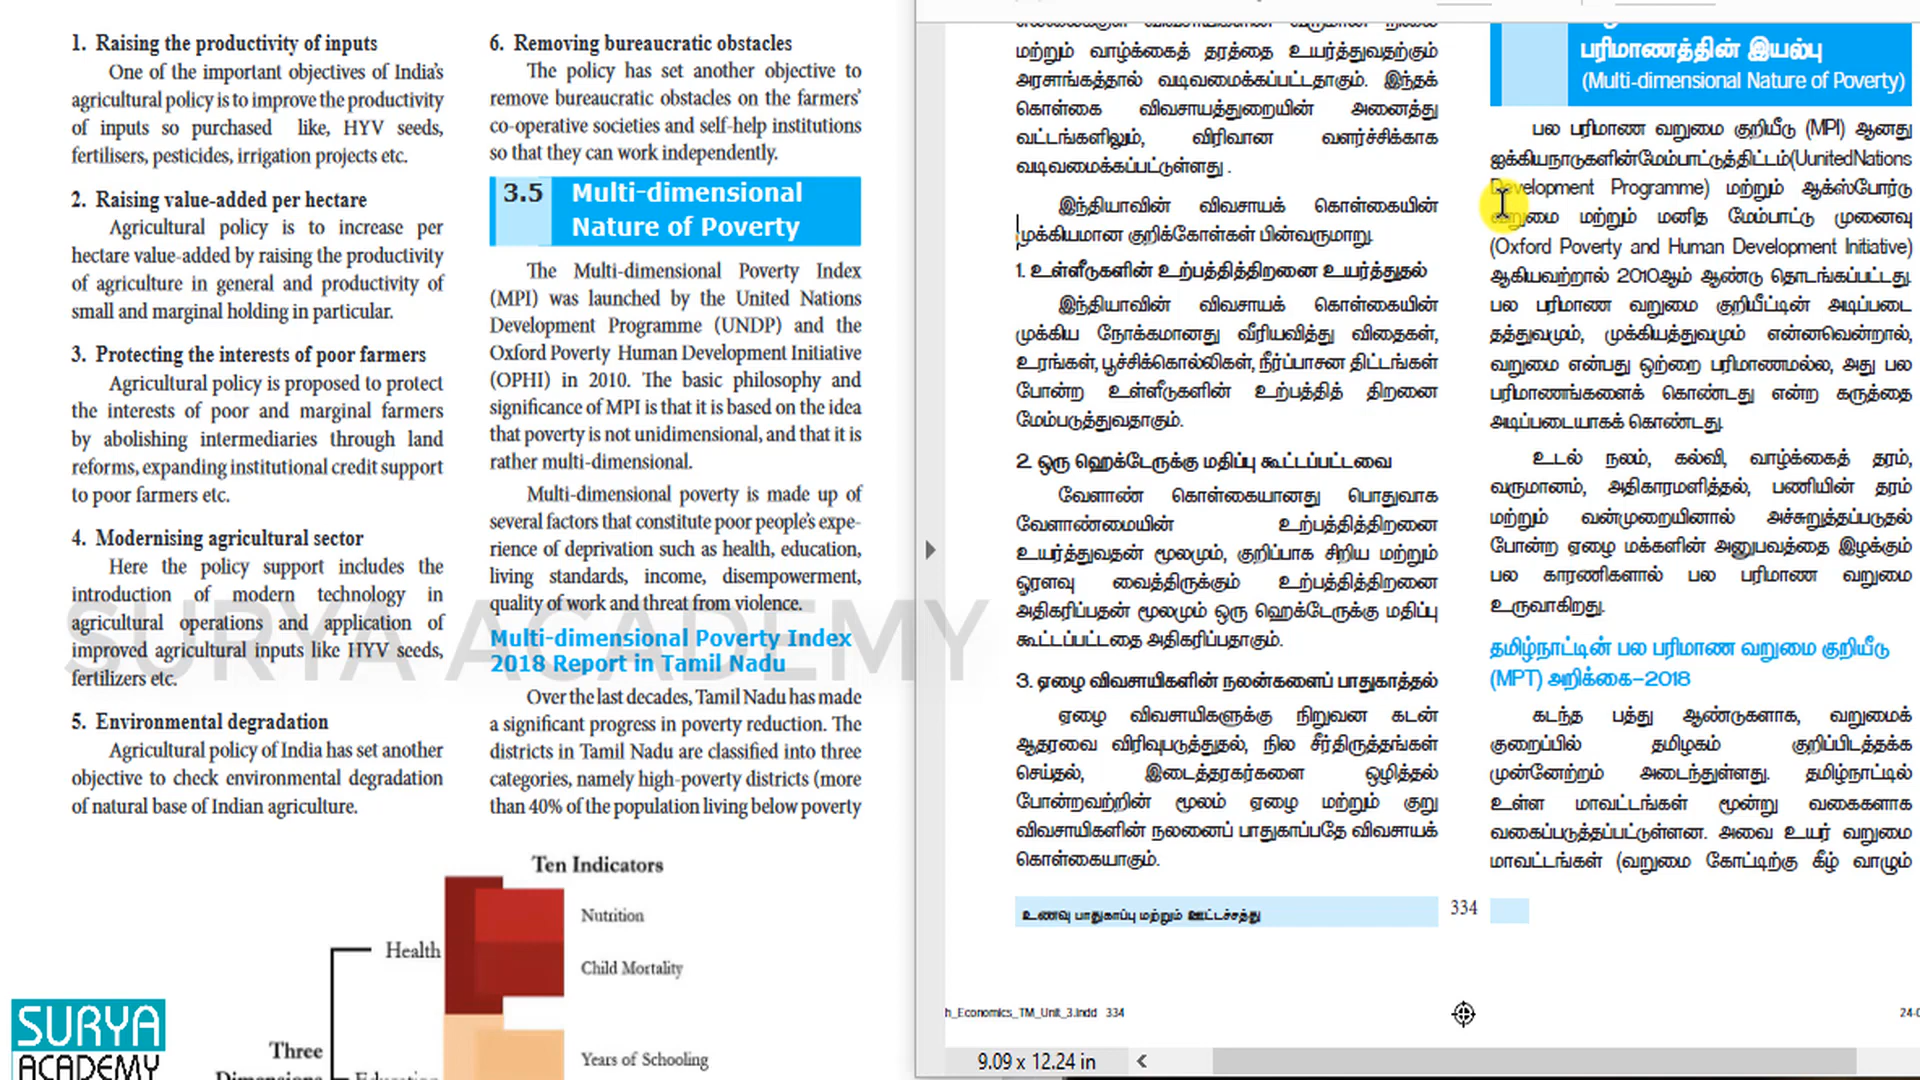 1. Raising the productivity of inputs
One of the important objectives of India's
agricultural policy is to improve the productivity
of inputs so purchased like, HYV seeds,
fertilisers, pesticides, irrigation projects etc.
2. Raising value-added per hectare
Agricultural policy is to increase per
hectare value-added by raising the productivity
of agriculture in general and productivity of
small and marginal holding in particular.
3. Protecting the interests of poor farmers
Agricultural policy is proposed to protect
the interests of poor and marginal farmers
by abolishing intermediaries through land
reforms, expanding institutional credit support
to poor farmers etc.
4. Modernising agricultural sector
Here the policy support includes the
introduction of modern technology in
agricultural operations and application of
improved agricultural inputs like HYV seeds,
fertilizers etc.
5. Environmental degradation
Agricultural policy of India has set another
objective to check environmental degradation
of natural base of Indian agriculture.
6. Removing bureaucratic obstacles
The policy has set another objective to
remove bureaucratic obstacles on the farmers'
co-operative societies and self-help institutions
so that they can work independently.
3.5 Multi-dimensional
Nature of Poverty
The Multi-dimensional Poverty Index
(MPI) was launched by the United Nations
Development Programme (UNDP) and the
Oxford Poverty Human Development Initiative
(OPHI) in 2010. The basic philosophy and
significance of MPI is that it is based on the idea
that poverty is not unidimensional, and that it is
rather multi-dimensional.
Multi-dimensional poverty is made up of
several factors that constitute poor people's expe-
rience of deprivation such as health, education,
living standards, income, disempowerment,
quality of work and threat from violence.
Multi-dimensional Poverty Index
2018 Report in Tamil Nadu
Over the last decades, Tamil Nadu has made
a significant progress in poverty reduction. The
districts in Tamil Nadu are classified into three
categories, namely high-poverty districts (more
than 40% of the population living below poverty
SURYA ACADEMY
Ten Indicators
Nutrition
Health
Child Mortality
Three
Years of Schooling
SURYA
ACADEMY
மற்றும் வாழ்க்கைத் தரத்தை உயர்த்துவதற்கும்
அரசாங்கத்தால் வடிவமைக்கப்பட்டதாகும். இந்தக்
கொள்கை விவசாயத்துறையின் அனைத்து
வட்டங்களிலும், விரிவான வளர்ச்சிக்காக
வடிவமைக்கப்பட்டுள்ளது .
இந்தியாவின் விவசாயக் கொள்கையின்
முக்கியமான குறிக்கோள்கள் பின்வருமாறு.
1. உள்ளீடுகளின் உற்பத்தித்திறனை உயர்த்துதல்
இந்தியாவின் விவசாயக் கொள்கையின்
முக்கிய நோக்கமானது வீரியவித்து விதைகள்,
உரங்கள், பூச்சிக்கொல்லிகள், நீர்ப்பாசன திட்டங்கள்
போன்ற உள்ளீடுகளின் உற்பத்தித் திறனை
மேம்படுத்துவதாகும்.
2. ஒரு ஹெக்டேருக்கு மதிப்பு கூட்டப்பட்டவை
வேளாண் கொள்கையானது பொதுவாக
வேளாண்மையின் உற்பத்தித்திறனை
உயர்த்துவதன் மூலமும், குறிப்பாக சிறிய மற்றும்
ஓரளவு வைத்திருக்கும் உற்பத்தித்திறனை
அதிகரிப்பதன் மூலமும் ஒரு ஹெக்டேருக்கு மதிப்பு
கூட்டப்பட்டதை அதிகரிப்பதாகும்.
3. ஏழை விவசாயிகளின் நலன்களைப் பாதுகாத்தல்
ஏழை விவசாயிகளுக்கு நிறுவன கடன்
ஆதரவை விரிவுபடுத்துதல், நில சீர்திருத்தங்கள்
செய்தல், இடைத்தரகர்களை ஒழித்தல்
போன்றவற்றின் மூலம் ஏழை மற்றும் குறு
விவசாயிகளின் நலனைப் பாதுகாப்பதே விவசாயக்
கொள்கையாகும்.
பரிமாணத்தின் இயல்பு
(Multi-dimensional Nature of Poverty)
பல பரிமாண வறுமை குறியீடு (MPI) ஆனது
ஐக்கியநாடுகளின்மேம்பாட்டுத்திட்டம்(UunitedNations
Development Programme) மற்றும் ஆக்ஸ்போர்டு
வறுமை மற்றும் மனித மேம்பாட்டு முனைவு
(Oxford Poverty and Human Development Initiative)
ஆகியவற்றால் 2010ஆம் ஆண்டு தொடங்கப்பட்டது.
பல பரிமாண வறுமை குறியீட்டின் அடிப்படை
தத்துவமும், முக்கியத்துவமும் என்னவென்றால்,
வறுமை என்பது ஒற்றை பரிமாணமல்ல, அது பல
பரிமாணங்களைக் கொண்டது என்ற கருத்தை
அடிப்படையாகக் கொண்டது.
உடல் நலம், கல்வி, வாழ்க்கைத் தரம்,
வருமானம், அதிகாரமளித்தல், பணியின் தரம்
மற்றும் வன்முறையினால் அச்சுறுத்தப்படுதல்
போன்ற ஏழை மக்களின் அனுபவத்தை இழக்கும்
பல காரணிகளால் பல பரிமாண வறுமை
உருவாகிறது.
தமிழ்நாட்டின் பல பரிமாண வறுமை குறியீடு
(MPT) அறிக்கை–2018
கடந்த பத்து ஆண்டுகளாக, வறுமைக்
குறைப்பில் தமிழகம் குறிப்பிடத்தக்க
முன்னேற்றம் அடைந்துள்ளது. தமிழ்நாட்டில்
உள்ள மாவட்டங்கள் மூன்று வகைகளாக
வகைப்படுத்தப்பட்டுள்ளன. அவை உயர் வறுமை
மாவட்டங்கள் (வறுமை கோட்டிற்கு கீழ் வாழும்
உணவு பாதுகாப்பு மற்றும் ஊட்டச்சத்து 334
h_Economics_TM_Unit_3.indd 334
9.09 x 12.24 in